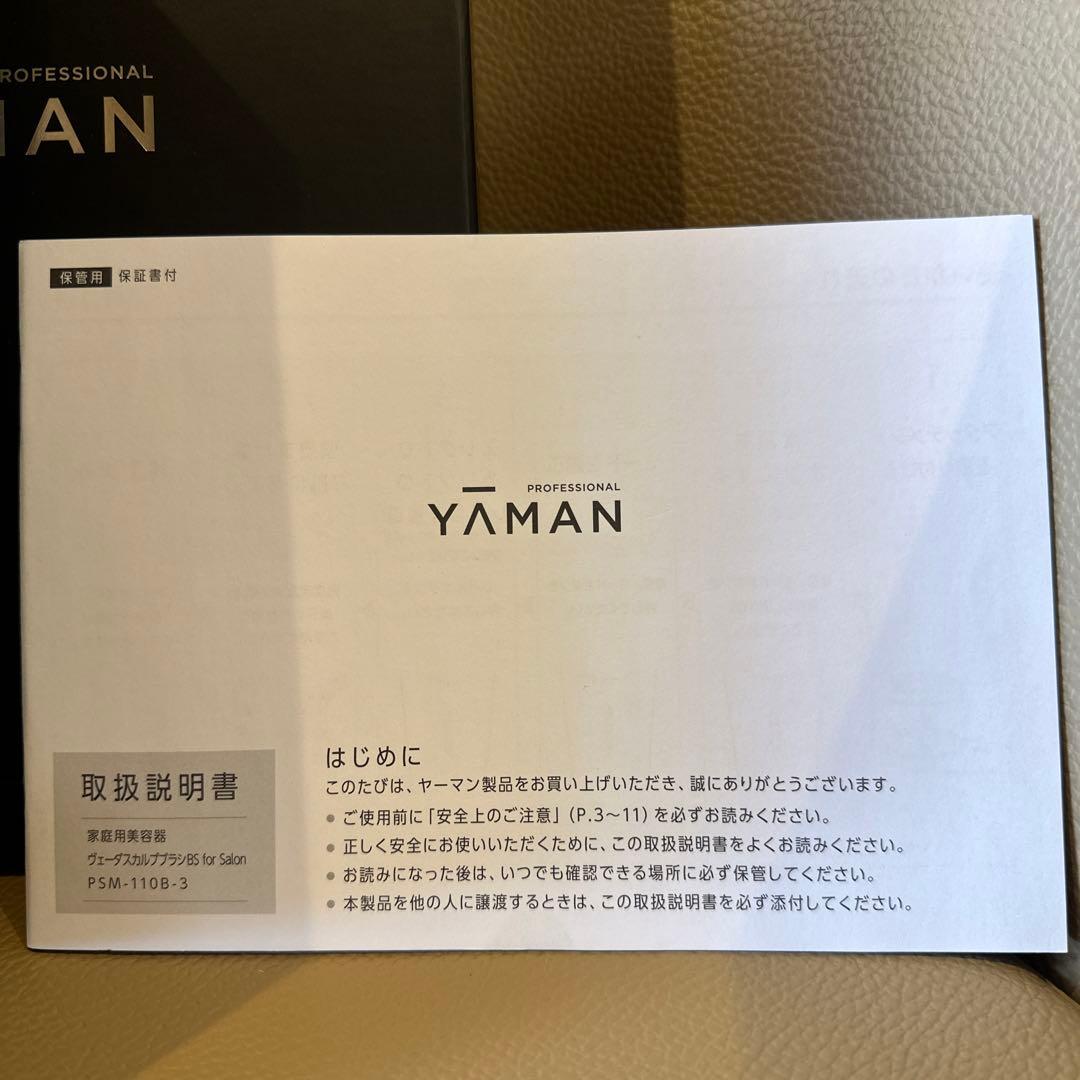 PROFESSIONAL
MAN
保管用 保証書付
PROFESSIONAL
YAMAN
取扱説明書
家庭用美容器
ヴェーダスカルプブラシBS for Salon
PSM-110B-3
はじめに
このたびは、ヤーマン製品をお買い上げいただき、誠にありがとうございます。
● ご使用前に「安全上のご注意」(P.3〜11)を必ずお読みください。
● 正しく安全にお使いいただくために、この取扱説明書をよくお読みください。
● お読みになった後は、いつでも確認できる場所に必ず保管してください。
● 本製品を他の人に譲渡するときは、この取扱説明書を必ず添付してください。